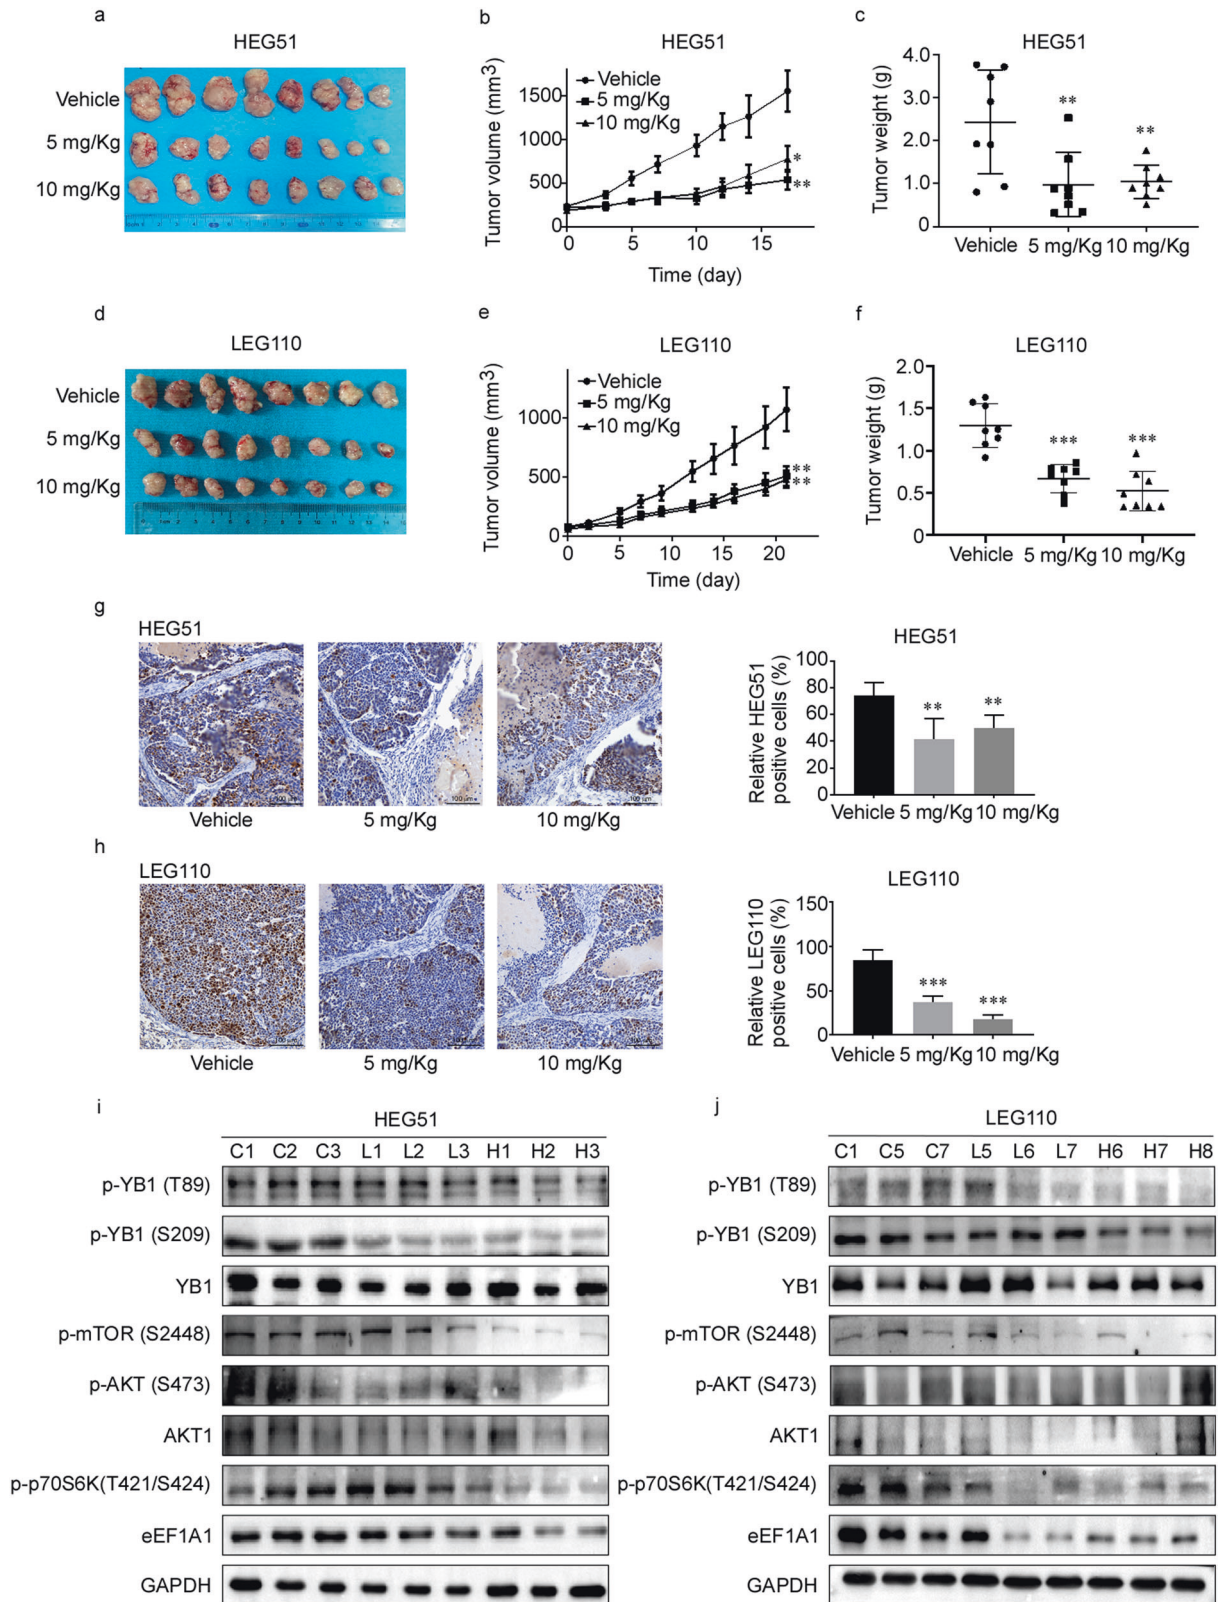 a
HEG51
Vehicle
5 mg/Kg
10 mg/Kg
b
HEG51
Tumor volume (mm3)
1500
1000
500
0
Vehicle
5 mg/Kg
10 mg/Kg
*
**
0 5 10 15
Time (day)
c
HEG51
Tumor weight (g)
4.0
3.0
2.0
1.0
0
**
**
Vehicle 5 mg/Kg 10 mg/Kg
d
LEG110
Vehicle
5 mg/Kg
10 mg/Kg
e
LEG110
Tumor volume (mm3)
1000
500
0
Vehicle
5 mg/Kg
10 mg/Kg
**
**
0 5 10 15 20
Time (day)
f
LEG110
Tumor weight (g)
2.0
1.5
1.0
0.5
0
***
***
Vehicle 5 mg/Kg 10 mg/Kg
g
HEG51
100 μm
Vehicle
100 μm
5 mg/Kg
100 μm
10 mg/Kg
HEG51
Relative HEG51
positive cells (%)
100
80
60
40
20
0
**
**
Vehicle 5 mg/Kg 10 mg/Kg
h
LEG110
Vehicle
5 mg/Kg
10 mg/Kg
LEG110
Relative LEG110
positive cells (%)
150
100
50
0
***
***
Vehicle 5 mg/Kg 10 mg/Kg
i
HEG51
C1 C2 C3 L1 L2 L3 H1 H2 H3
p-YB1 (T89)
p-YB1 (S209)
YB1
p-mTOR (S2448)
p-AKT (S473)
AKT1
p-p70S6K(T421/S424)
eEF1A1
GAPDH
j
LEG110
C1 C5 C7 L5 L6 L7 H6 H7 H8
p-YB1 (T89)
p-YB1 (S209)
YB1
p-mTOR (S2448)
p-AKT (S473)
AKT1
p-p70S6K(T421/S424)
eEF1A1
GAPDH